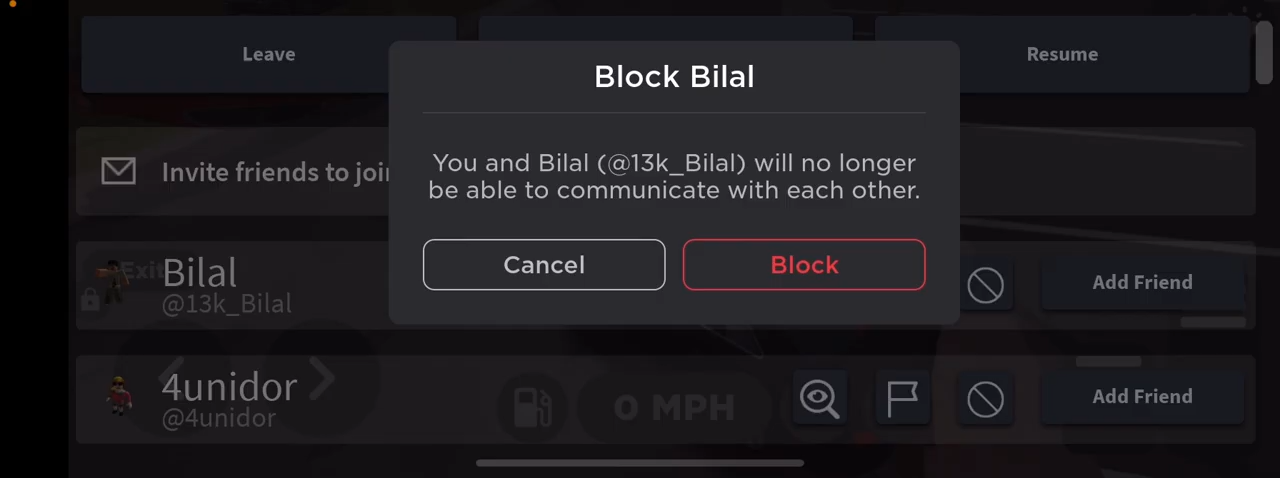 Leave
Resume
Block Bilal
Invite friends to joi
You and Bilal (@13k_Bilal) will no longer
be able to communicate with each other.
Cancel
Block
Exit
Bilal
@13k_Bilal
Add Friend
4unidor
@4unidor
0 MPH
Add Friend